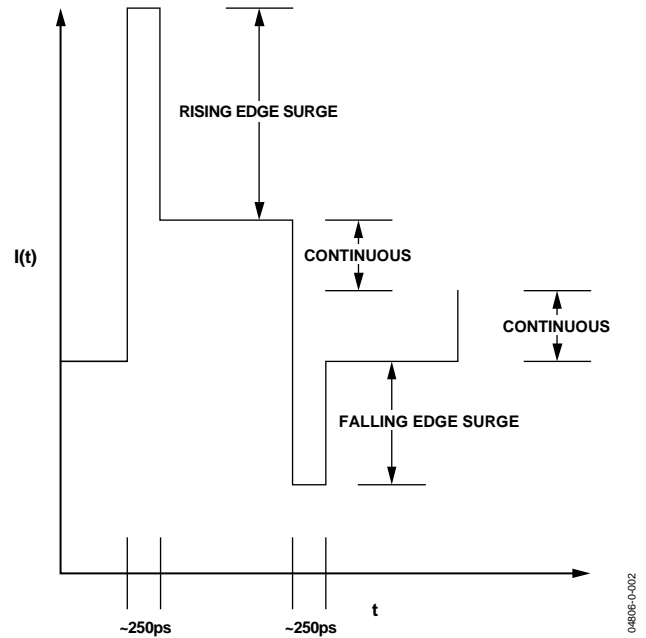 RISING EDGE SURGE
I(t)
CONTINUOUS
CONTINUOUS
FALLING EDGE SURGE
~250ps
~250ps
t
04806-0-002